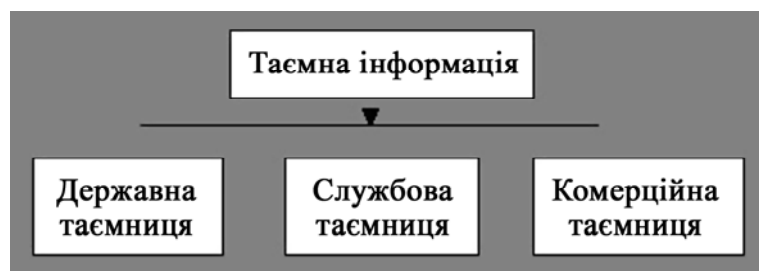 Таємна інформація
Державна
таємниця
Службова
таємниця
Комерційна
таємниця